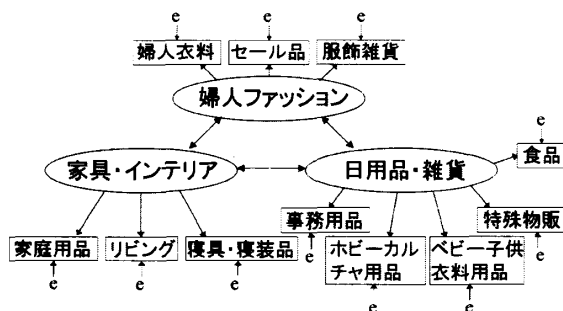 e e e
婦人衣料 セール品 服飾雑貨
婦人ファッション
e
食品
家具・インテリア 日用品・雑貨
事務用品 特殊物販
家庭用品 リビング 寝具・寝装品 e ホビーカル ベビー子供 e
チャ用品 衣料用品
e e e
e e